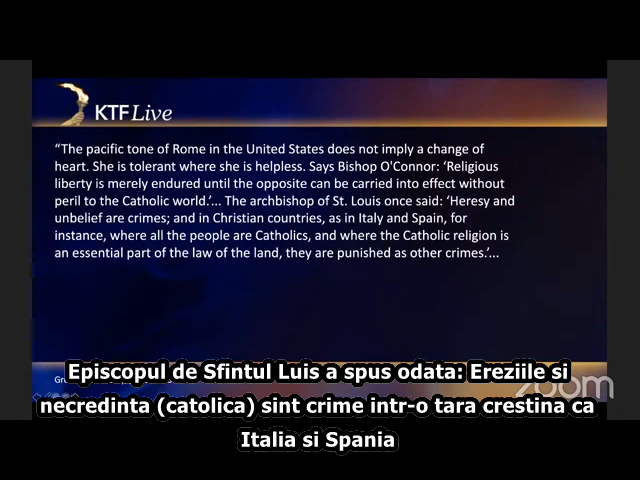 KTF Live
“The pacific tone of Rome in the United States does not imply a change of
heart. She is tolerant where she is helpless. Says Bishop O'Connor: ‘Religious
liberty is merely endured until the opposite can be carried into effect without
peril to the Catholic world.’... The archbishop of St. Louis once said: ‘Heresy and
unbelief are crimes; and in Christian countries, as in Italy and Spain, for
instance, where all the people are Catholics, and where the Catholic religion is
an essential part of the law of the land, they are punished as other crimes.’...
Episcopul de Sfintul Luis a spus odata: Ereziile si
necredinta (catolica) sint crime intr-o tara crestina ca
Italia si Spania
zoom